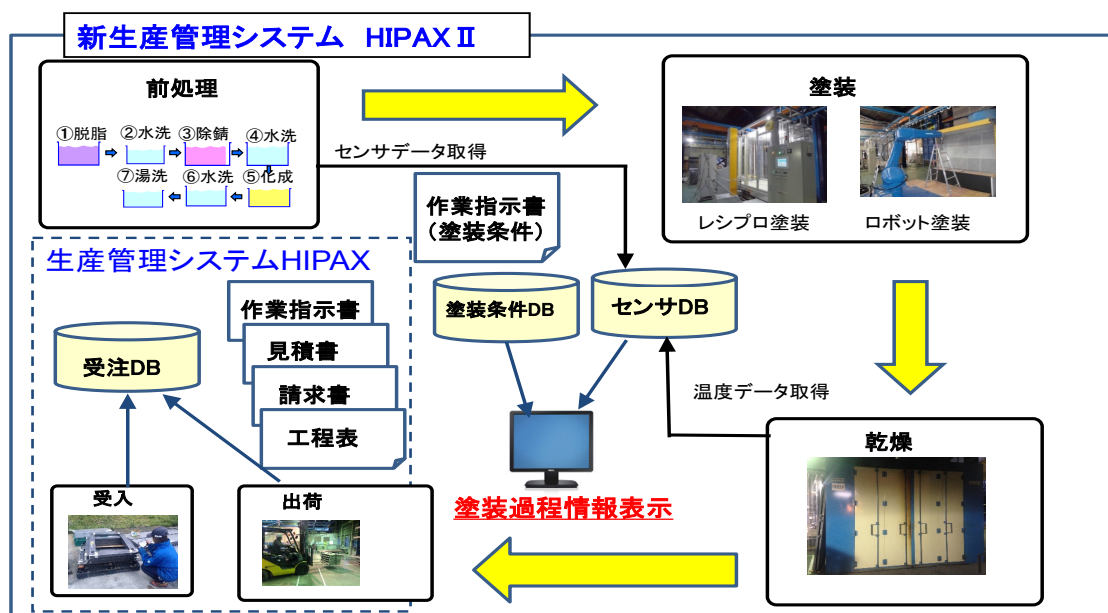 新生産管理システム HIPAXⅡ
前処理
①脱脂
②水洗
③除錆
④水洗
⑦湯洗
⑥水洗
⑤化成
塗装
レシプロ塗装
ロボット塗装
センサデータ取得
作業指示書
（塗装条件）
塗装条件DB
センサDB
生産管理システムHIPAX
作業指示書
見積書
請求書
工程表
受注DB
受入
出荷
塗装過程情報表示
温度データ取得
乾燥